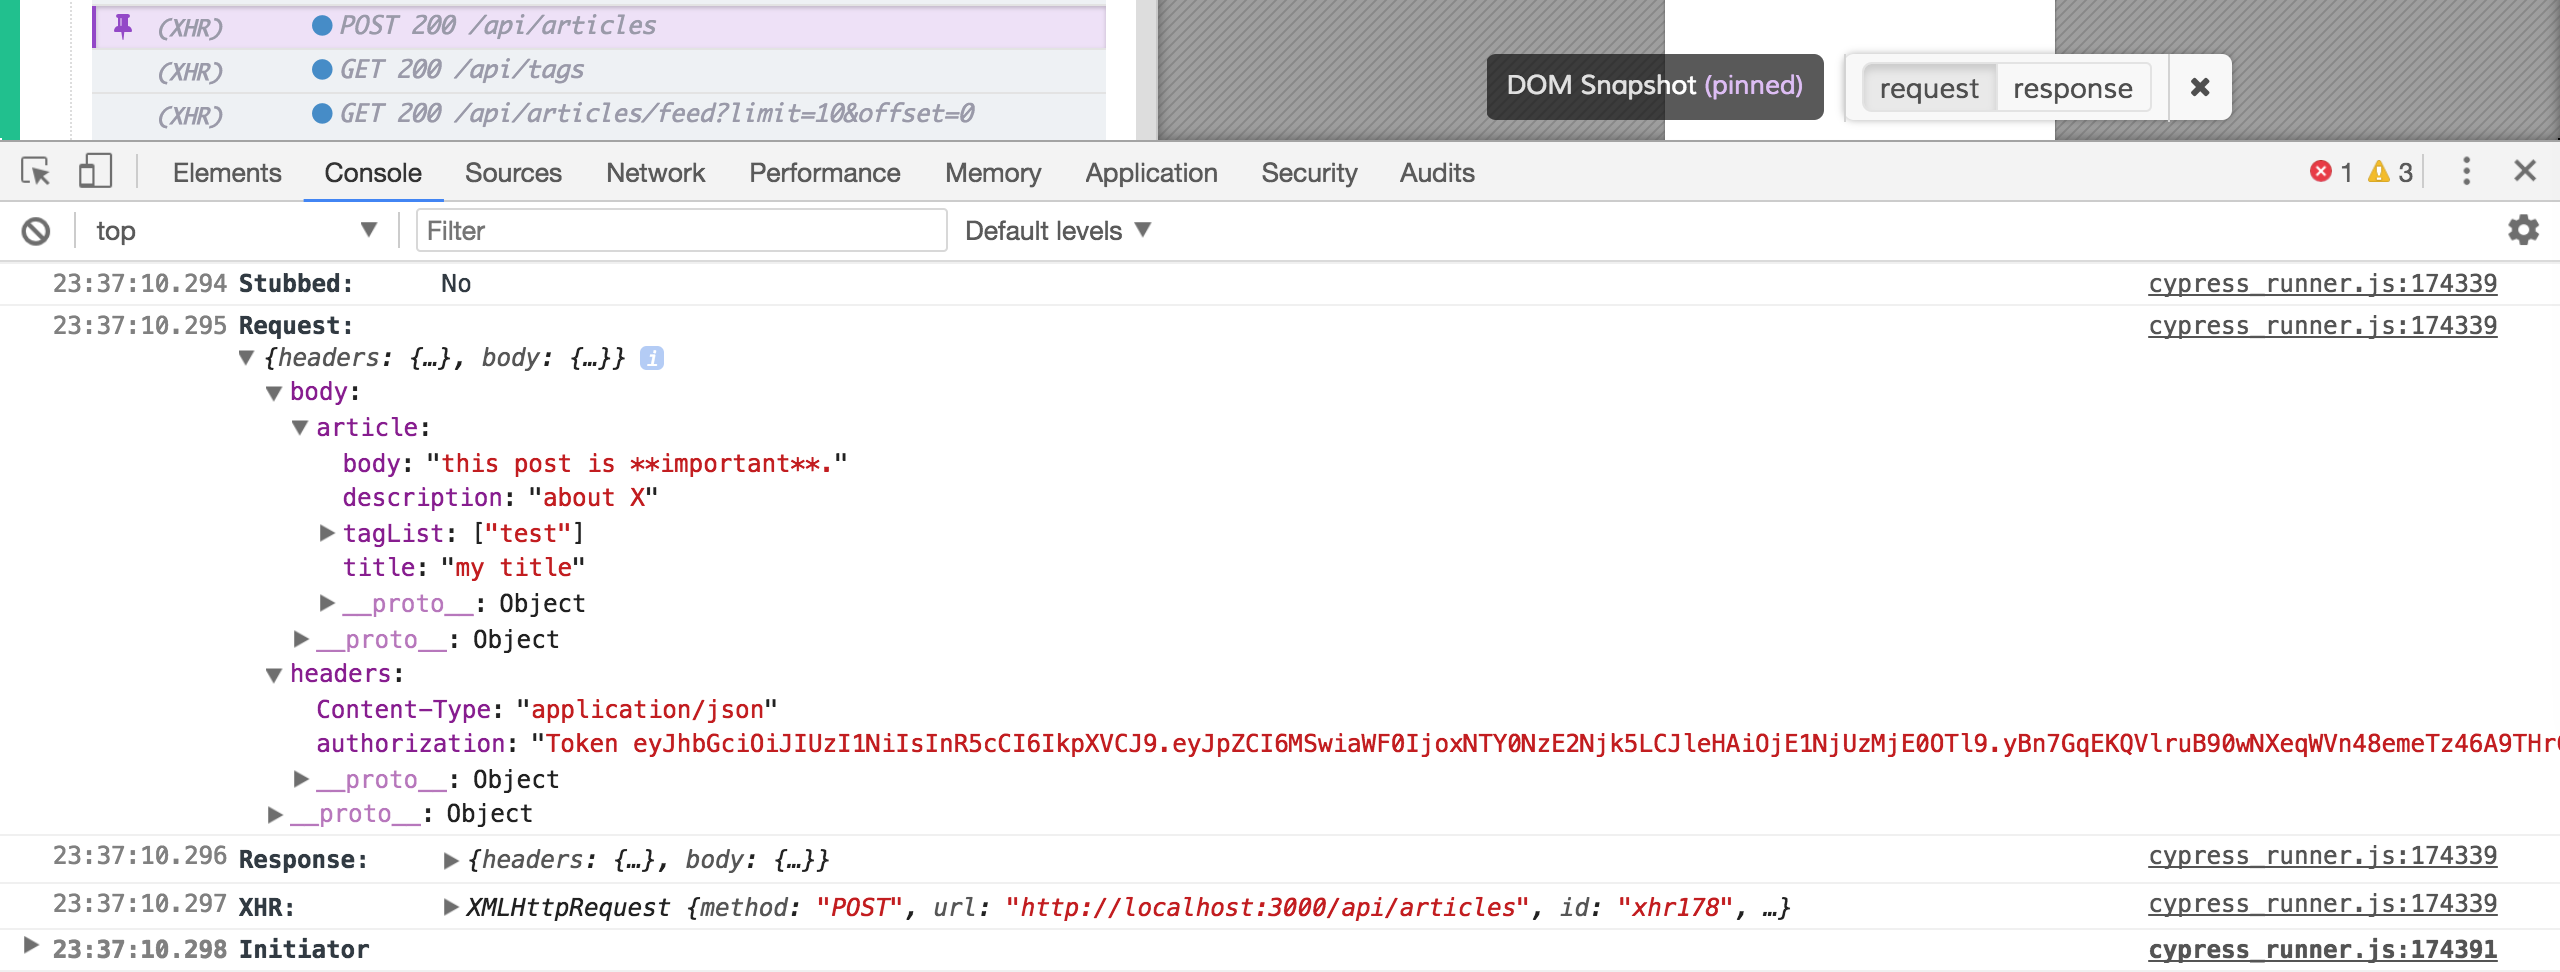 (XHR) POST 200 /api/articles
(XHR) GET 200 /api/tags
(XHR) GET 200 /api/articles/feed?limit=10&offset=0
DOM Snapshot (pinned) request response ✖
Elements Console Sources Network Performance Memory Application Security Audits 1 3
top ▼ Filter Default levels ▼
23:37:10.294 Stubbed: No cypress_runner.js:174339
23:37:10.295 Request: cypress_runner.js:174339
▼ {headers: {…}, body: {…}} i
▼ body:
▼ article:
body: "this post is **important**."
description: "about X"
▶ tagList: ["test"]
title: "my title"
▶ __proto__: Object
▶ __proto__: Object
▼ headers:
Content-Type: "application/json"
authorization: "Token eyJhbGciOiJIUzI1NiIsInR5cCI6IkpXVCJ9.eyJpZCI6MSwiaWF0IjoxNTY0NzE2Njk5LCJleHAiOjE1NjUzMjE0OTl9.yBn7GqEKQVlruB90wNXeqWVn48emeTz46A9THr
▶ __proto__: Object
▶ __proto__: Object
23:37:10.296 Response: ▶ {headers: {…}, body: {…}} cypress_runner.js:174339
23:37:10.297 XHR: ▶ XMLHttpRequest {method: "POST", url: "http://localhost:3000/api/articles", id: "xhr178", …} cypress_runner.js:174339
▶ 23:37:10.298 Initiator cypress_runner.js:174391